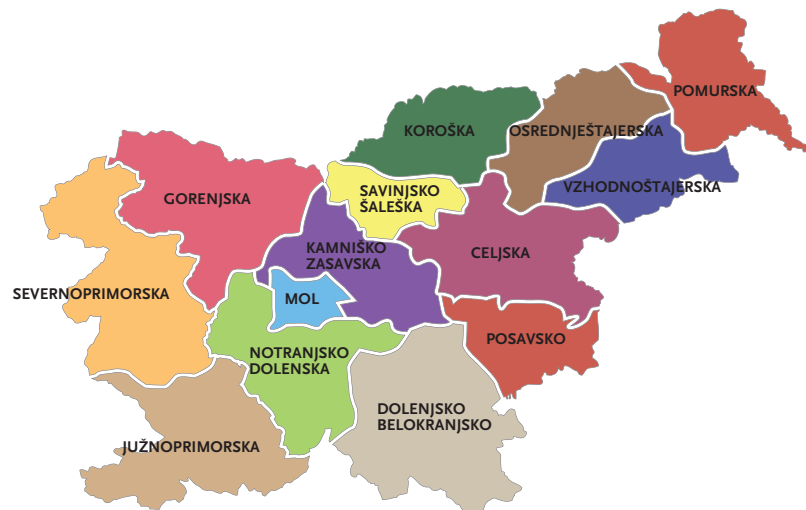 POMURSKA
KOROŠKA
OSREDNJEŠTAJERSKA
VZHODNOŠTAJERSKA
GORENJSKA
SAVINJSKO
ŠALEŠKA
KAMNIŠKO
ZASAVSKA
CELJSKA
SEVERNOPRIMORSKA
MOL
POSAVSKO
NOTRANJSKO
DOLENSKA
DOLENJSKO
BELOKRANJSKO
JUŽNOPRIMORSKA